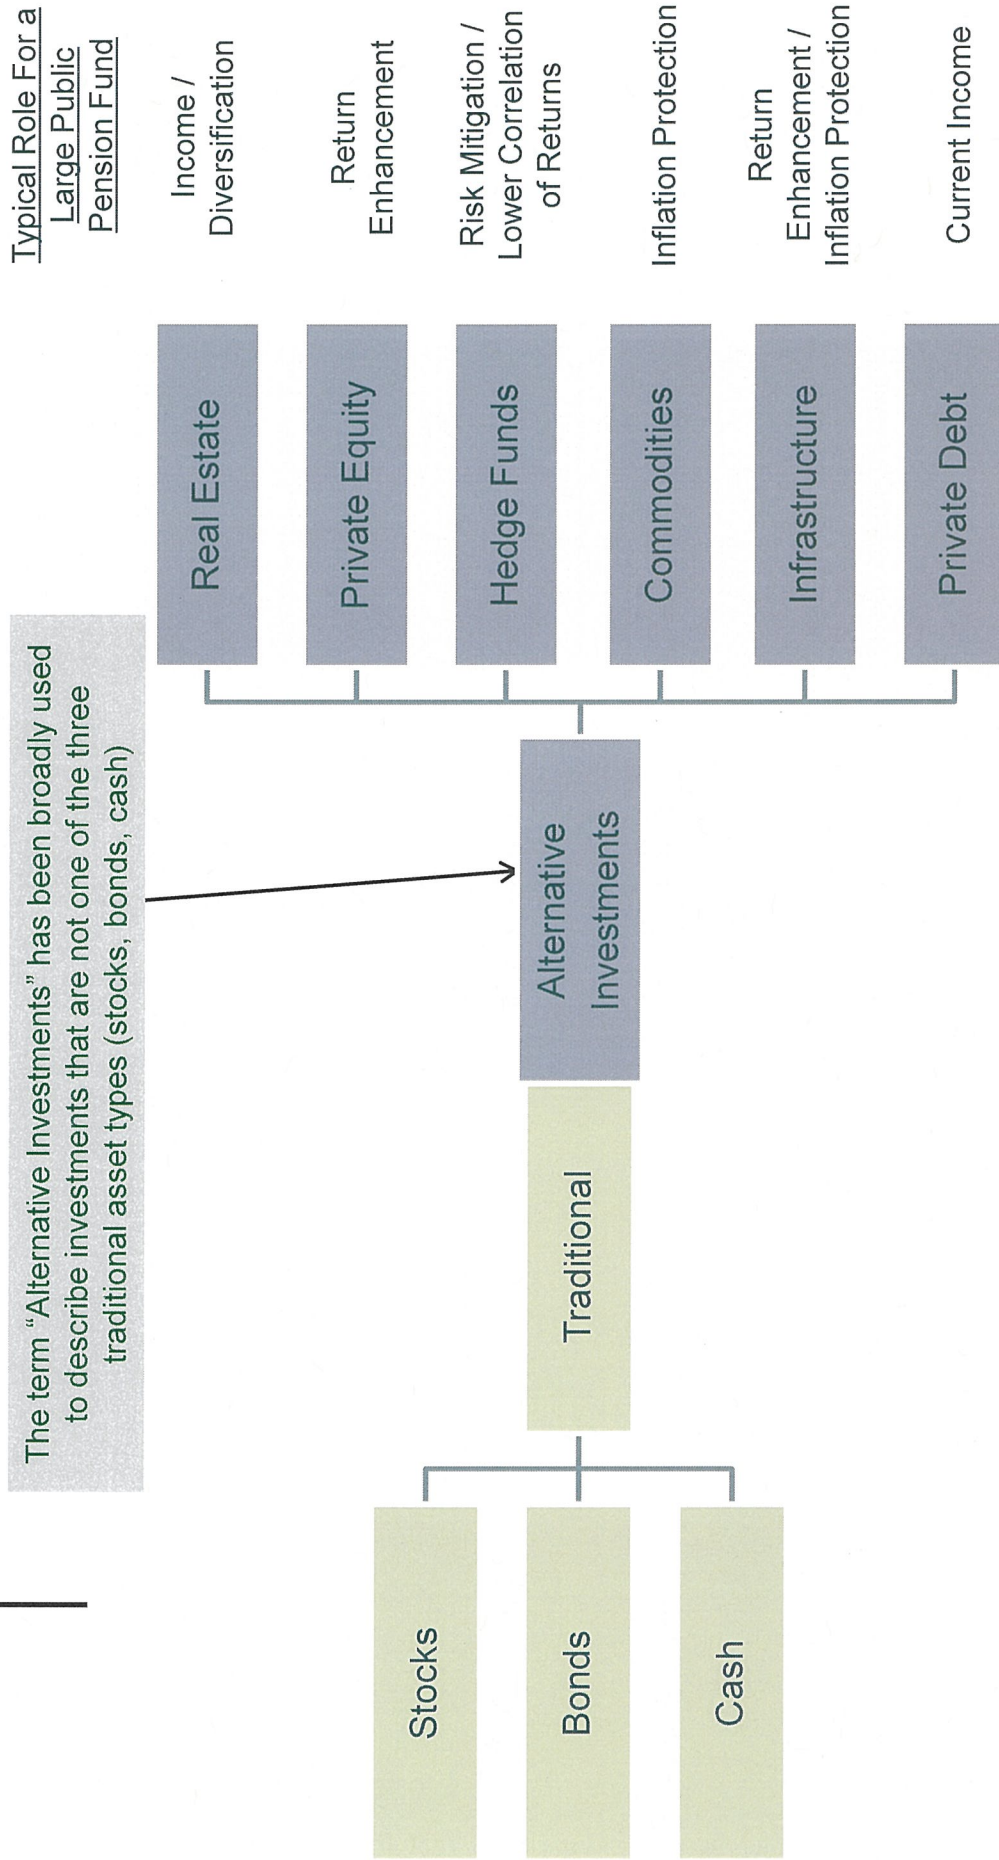 The term “Alternative Investments” has been broadly used
to describe investments that are not one of the three
traditional asset types (stocks, bonds, cash)
Typical Role For a
Large Public
Pension Fund
Stocks
Bonds
Cash
Traditional
Alternative
Investments
Real Estate
Income /
Diversification
Private Equity
Return
Enhancement
Hedge Funds
Risk Mitigation /
Lower Correlation
of Returns
Commodities
Inflation Protection
Infrastructure
Return
Enhancement /
Inflation Protection
Private Debt
Current Income